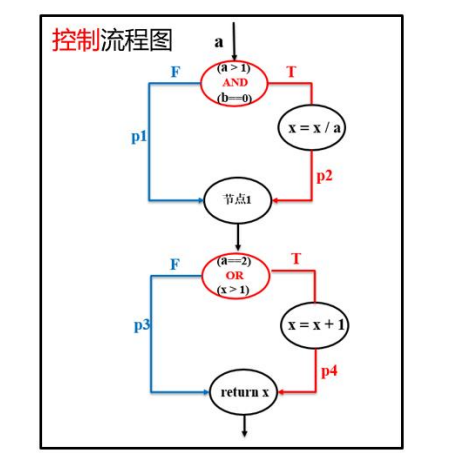 控制流程图
a
(a > 1)
F
AND
T
(b==0)
p1
x = x / a
p2
节点1
(a==2)
F
OR
T
(x > 1)
p3
x = x + 1
p4
return x